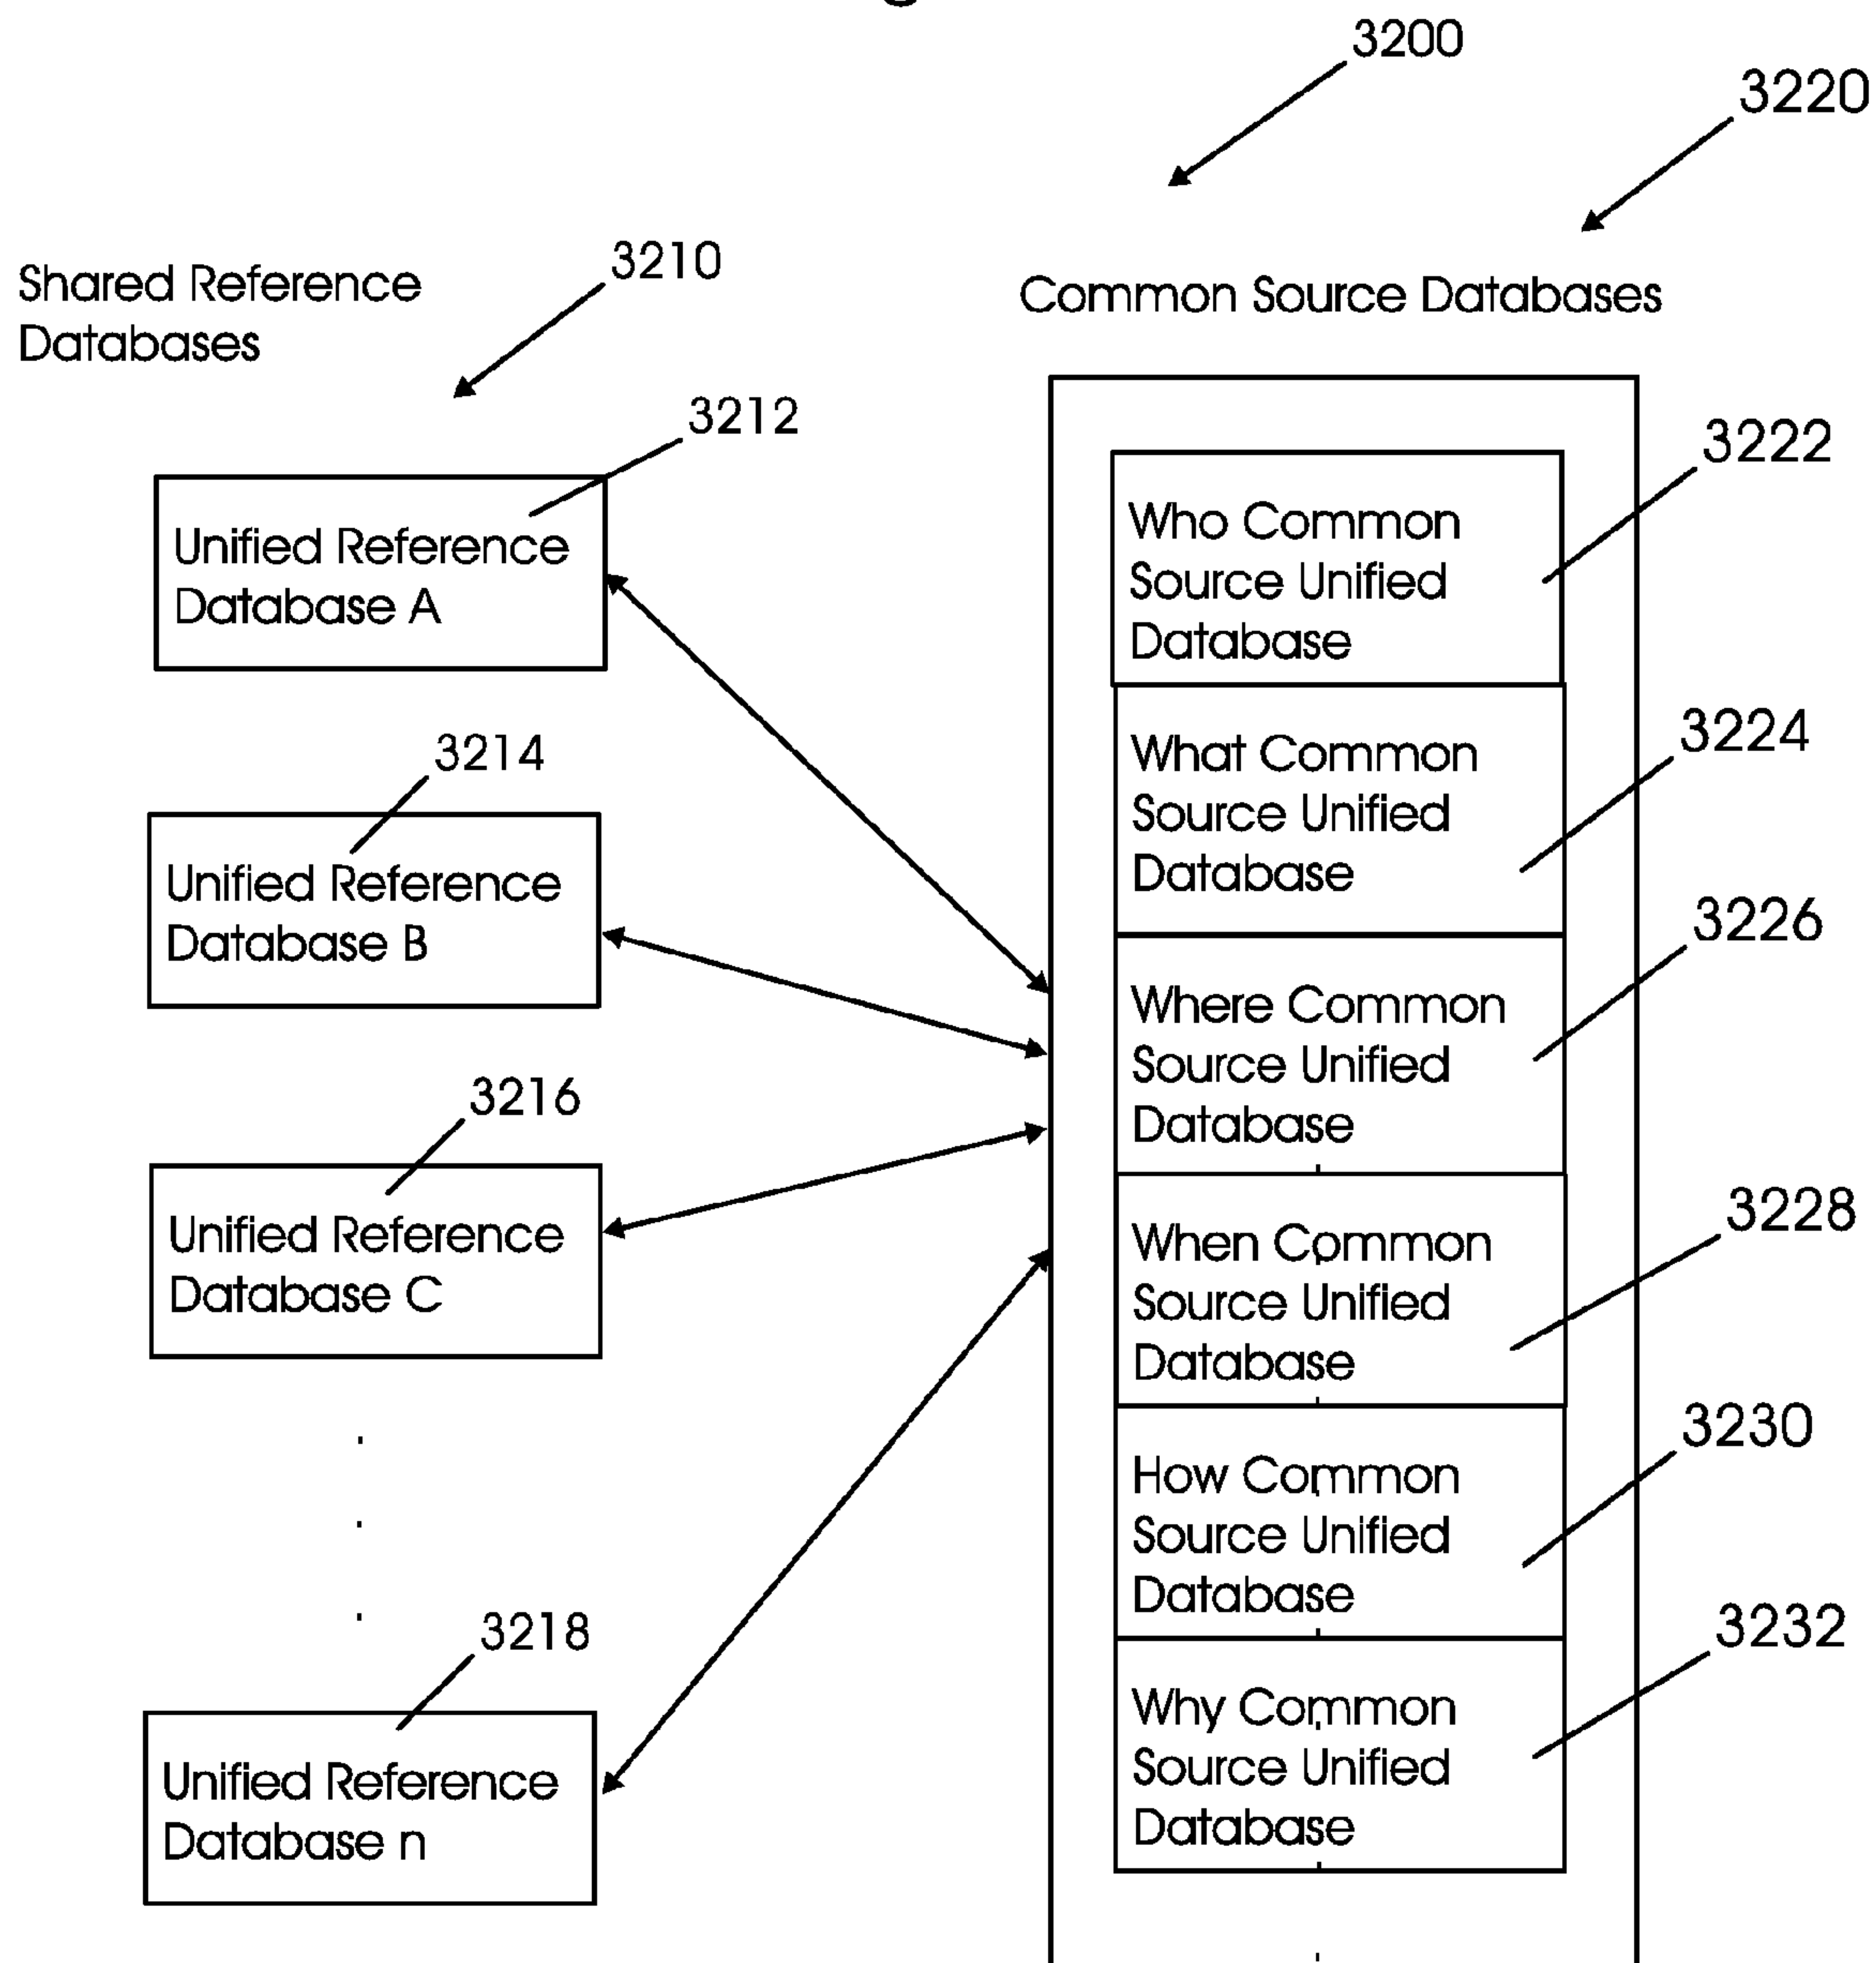 3200
3220
Shared Reference
Databases
3210
Common Source Databases
3212
Unified Reference
Database A
3214
Unified Reference
Database B
3216
Unified Reference
Database C
3218
Unified Reference
Database n
3222
Who Common
Source Unified
Database
3224
What Common
Source Unified
Database
3226
Where Common
Source Unified
Database
3228
When Common
Source Unified
Database
3230
How Common
Source Unified
Database
3232
Why Common
Source Unified
Database